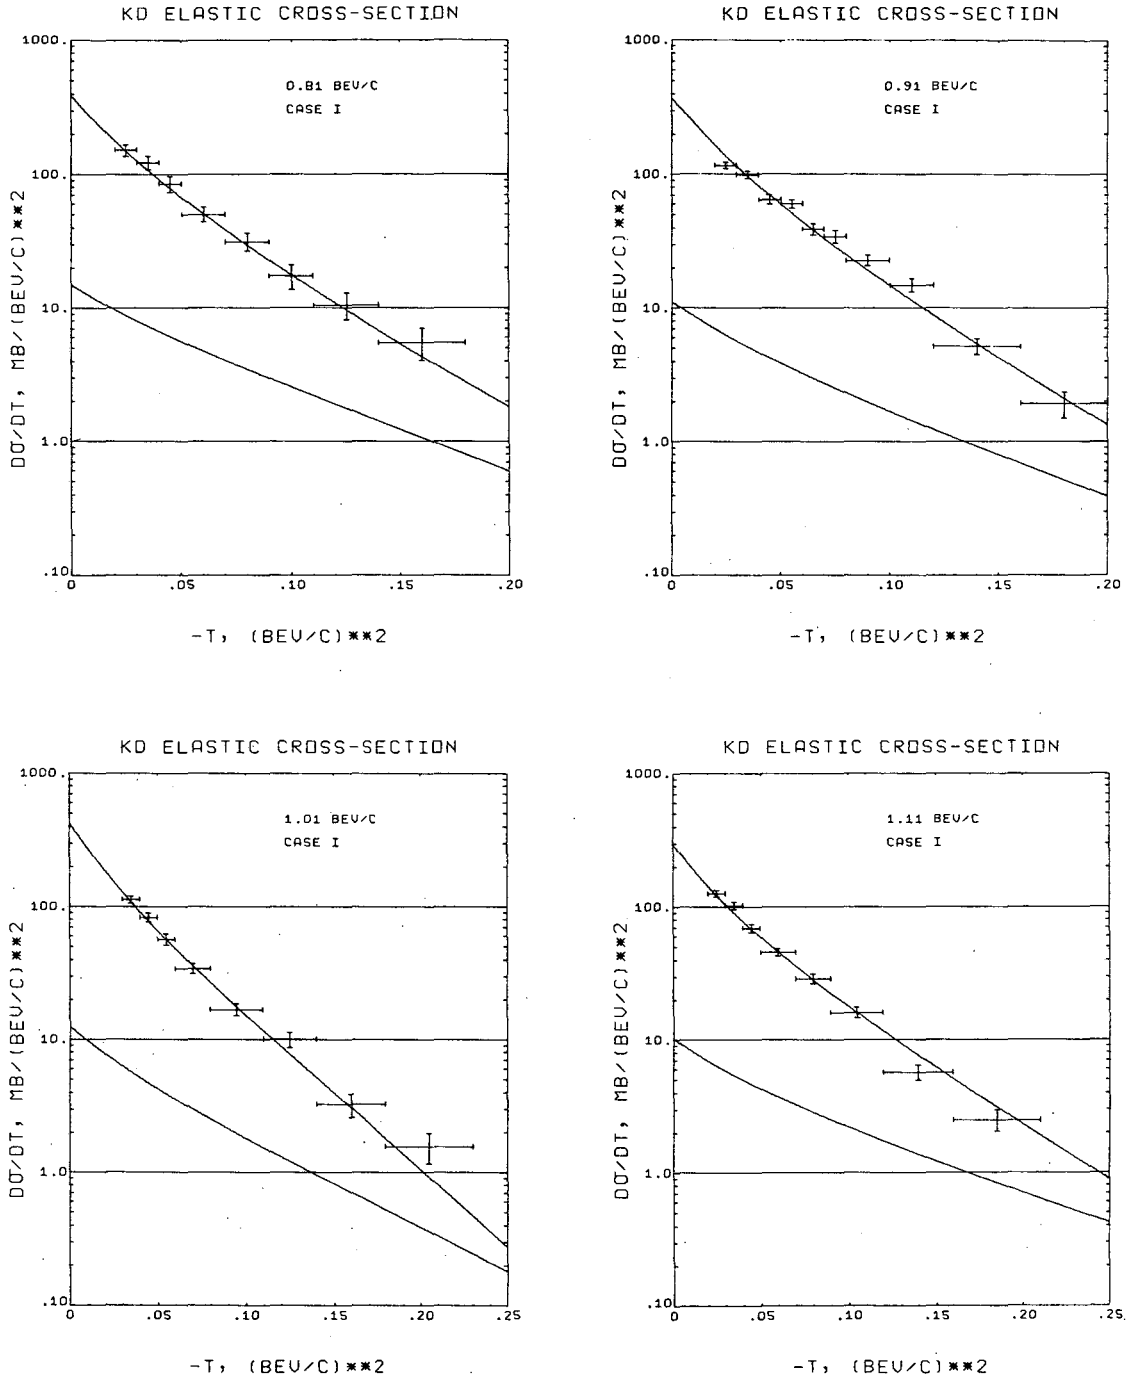 KD ELASTIC CROSS-SECTION
1000.
0.81 BEV/C
CASE I
100.
10.
1.0
.10
0 .05 .10 .15 .20
Dσ/DT, MB/(BEV/C)**2
-T, (BEV/C)**2
KD ELASTIC CROSS-SECTION
1000.
0.91 BEV/C
CASE I
100.
10.
1.0
.10
0 .05 .10 .15 .20
Dσ/DT, MB/(BEV/C)**2
-T, (BEV/C)**2
KD ELASTIC CROSS-SECTION
1000.
1.01 BEV/C
CASE I
100.
10.
1.0
.10
0 .05 .10 .15 .20 .25
Dσ/DT, MB/(BEV/C)**2
-T, (BEV/C)**2
KD ELASTIC CROSS-SECTION
1000.
1.11 BEV/C
CASE I
100.
10.
1.0
.10
0 .05 .10 .15 .20 .25
Dσ/DT, MB/(BEV/C)**2
-T, (BEV/C)**2